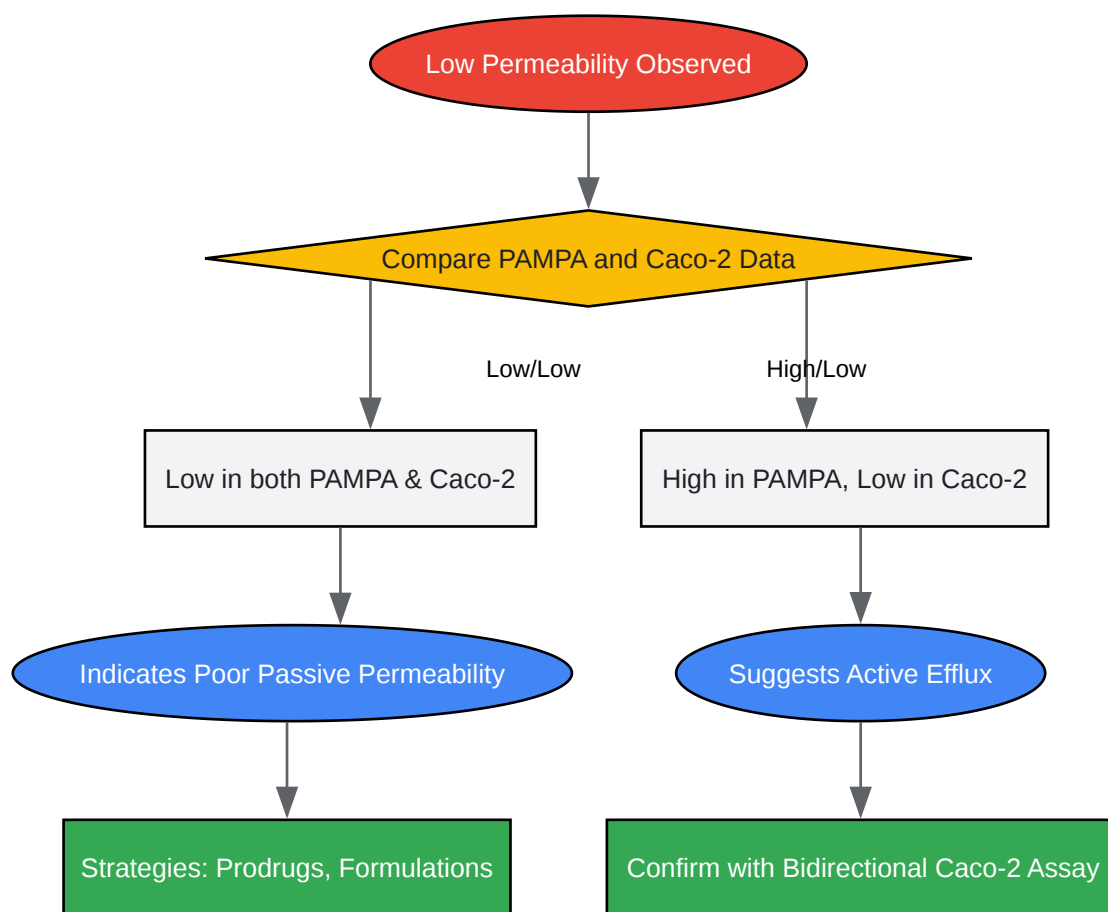 Low Permeability Observed
Compare PAMPA and Caco-2 Data
Low/Low
High/Low
Low in both PAMPA & Caco-2
High in PAMPA, Low in Caco-2
Indicates Poor Passive Permeability
Suggests Active Efflux
Strategies: Prodrugs, Formulations
Confirm with Bidirectional Caco-2 Assay